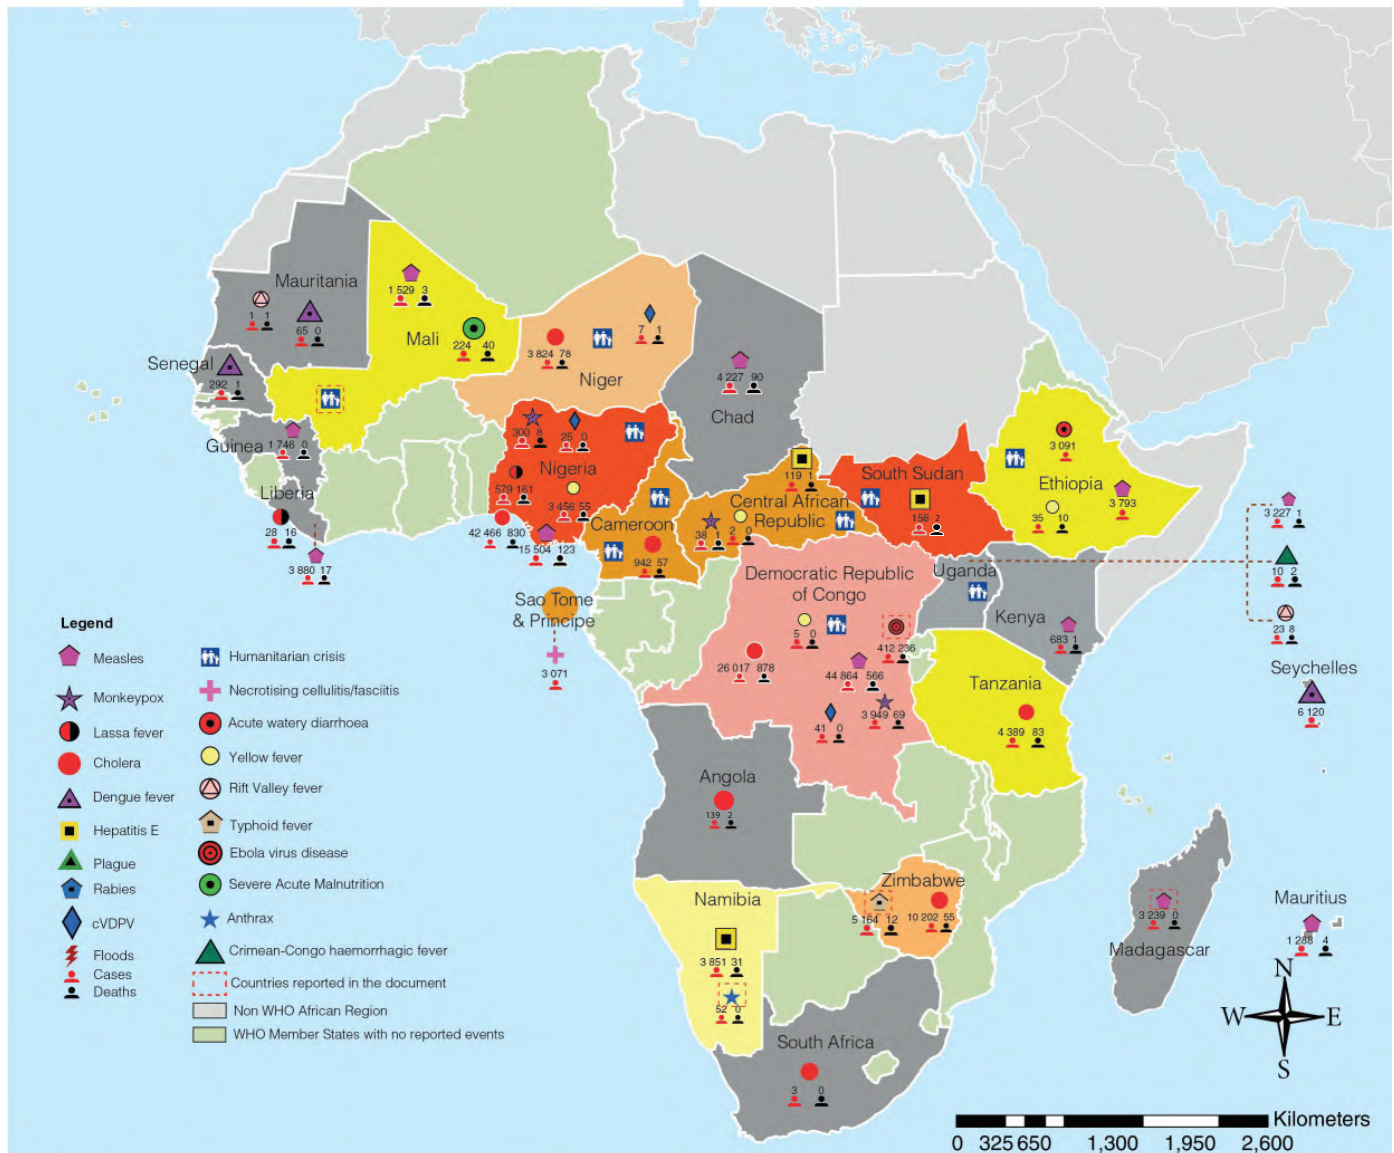 Mauritania
1 1
65 0
1 529 3
Mali
224 40
3 824 78
7 1
Niger
4 227 90
Chad
Senegal
292 1
Guinea
1 746 0
Liberia
28 16
3 880 17
300 8
25 0
Nigeria
579 161
3 456 55
42 466 830
15 504 123
Cameroon
942 57
119 1
Central African
Republic
38 1
2 0
South Sudan
158 2
3 091
Ethiopia
35 10
3 793
3 227 1
10 2
23 8
Uganda
Kenya
683 1
Democratic Republic
of Congo
5 0
412 236
26 017 878
44 864 566
41 0
3 949 69
Sao Tome
& Principe
3 071
Tanzania
4 389 83
Seychelles
6 120
Angola
139 2
Namibia
3 851 31
52 0
Zimbabwe
5 164 12
10 202 55
South Africa
3 0
3 239 0
Madagascar
Mauritius
1 288 4
Legend
Measles
Monkeypox
Lassa fever
Cholera
Dengue fever
Hepatitis E
Plague
Rabies
cVDPV
Floods
Cases
Deaths
Humanitarian crisis
Necrotising cellulitis/fasciitis
Acute watery diarrhoea
Yellow fever
Rift Valley fever
Typhoid fever
Ebola virus disease
Severe Acute Malnutrition
Anthrax
Crimean-Congo haemorrhagic fever
Countries reported in the document
Non WHO African Region
WHO Member States with no reported events
N
W E
S
Kilometers
0 325 650 1,300 1,950 2,600